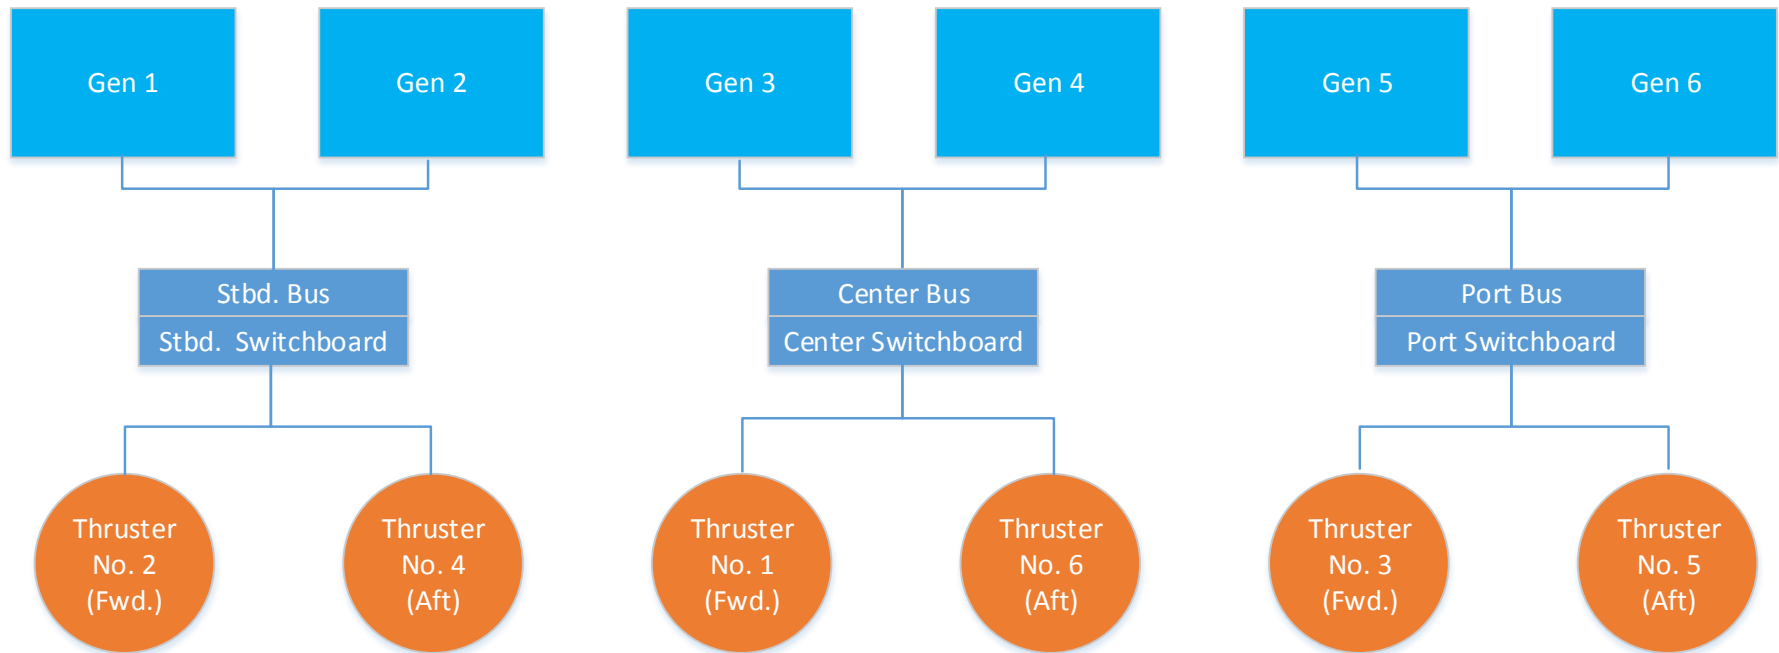 Gen 1
Gen 2
Gen 3
Gen 4
Gen 5
Gen 6
Stbd. Bus
Stbd. Switchboard
Center Bus
Center Switchboard
Port Bus
Port Switchboard
Thruster
No. 2
(Fwd.)
Thruster
No. 4
(Aft)
Thruster
No. 1
(Fwd.)
Thruster
No. 6
(Aft)
Thruster
No. 3
(Fwd.)
Thruster
No. 5
(Aft)